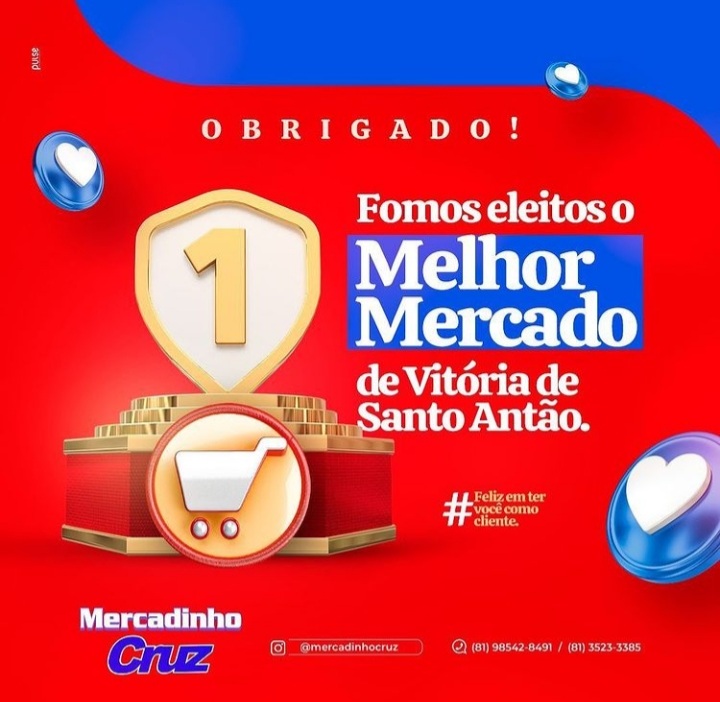 pulse
OBRIGADO!
1
Fomos eleitos o
Melhor
Mercado
de Vitória de
Santo Antão.
#Feliz em ter
você como
cliente.
Mercadinho
Cruz
@mercadinhocruz
(81) 98542-8491 / (81) 3523-3385